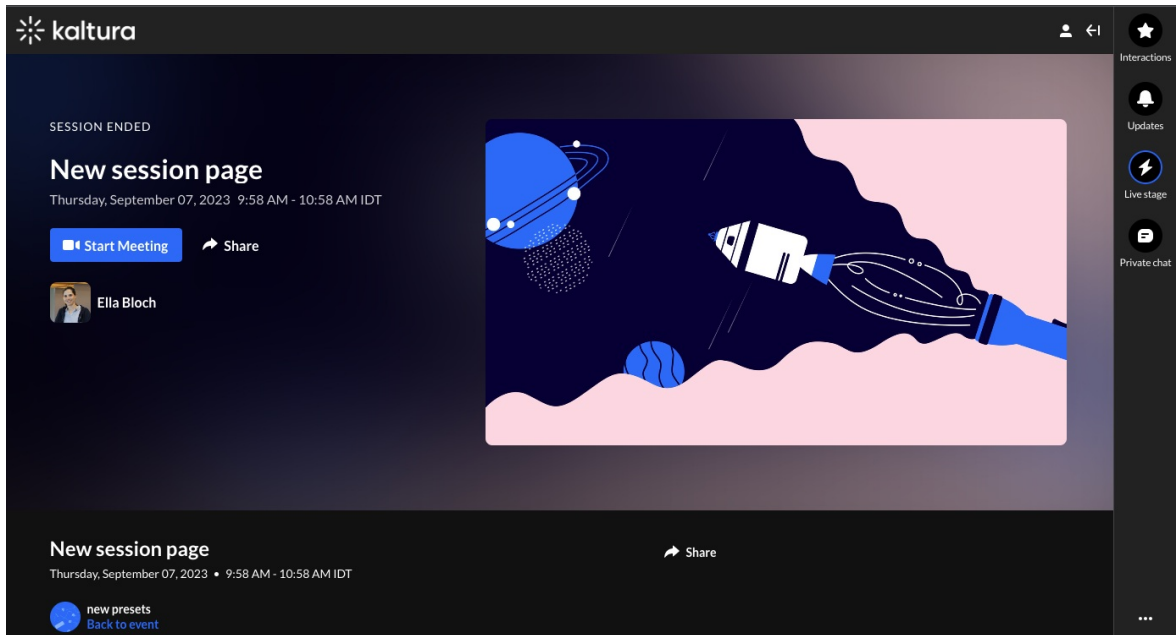 kaltura
SESSION ENDED
New session page
Thursday, September 07, 2023 9:58 AM - 10:58 AM IDT
Start Meeting
Share
Ella Bloch
Interactions
Updates
Live stage
Private chat
New session page
Share
Thursday, September 07, 2023 • 9:58 AM - 10:58 AM IDT
new presets
Back to event